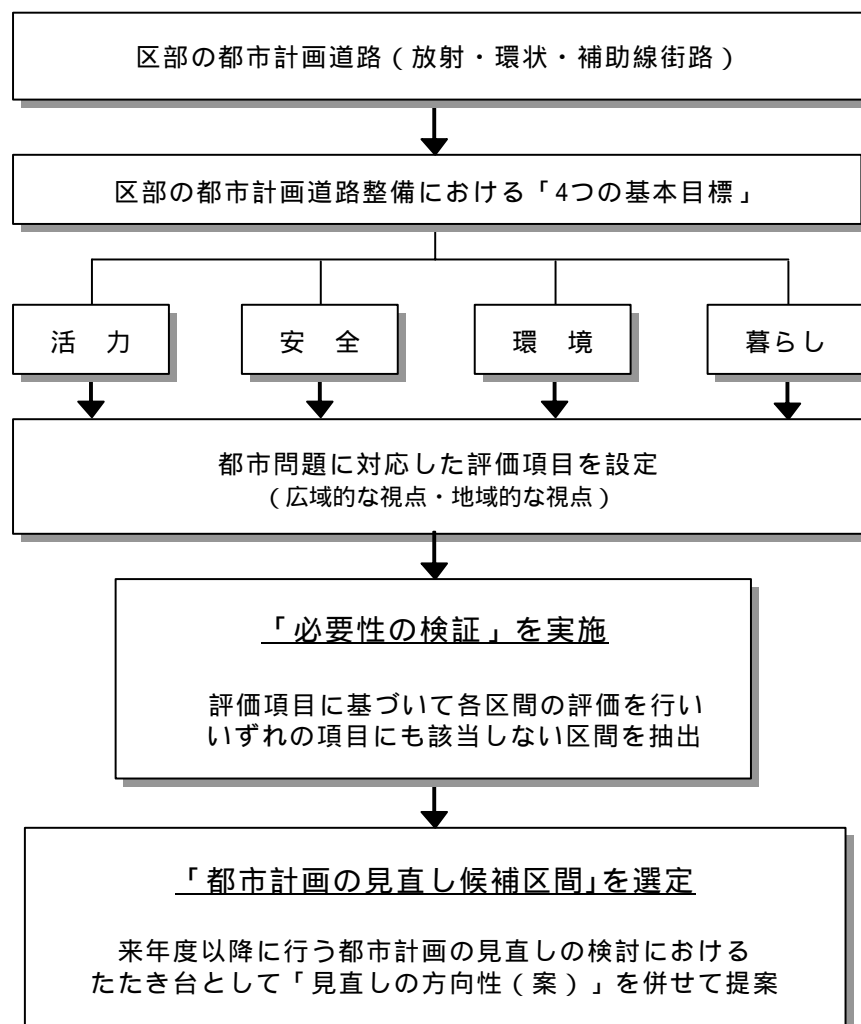 区部の都市計画道路（放射・環状・補助線街路）
区部の都市計画道路整備における「4つの基本目標」
活　力
安　全
環　境
暮らし
都市問題に対応した評価項目を設定
（広域的な視点・地域的な視点）
「必要性の検証」を実施
評価項目に基づいて各区間の評価を行い
いずれの項目にも該当しない区間を抽出
「都市計画の見直し候補区間」を選定
来年度以降に行う都市計画の見直しの検討における
たたき台として「見直しの方向性（案）」を併せて提案